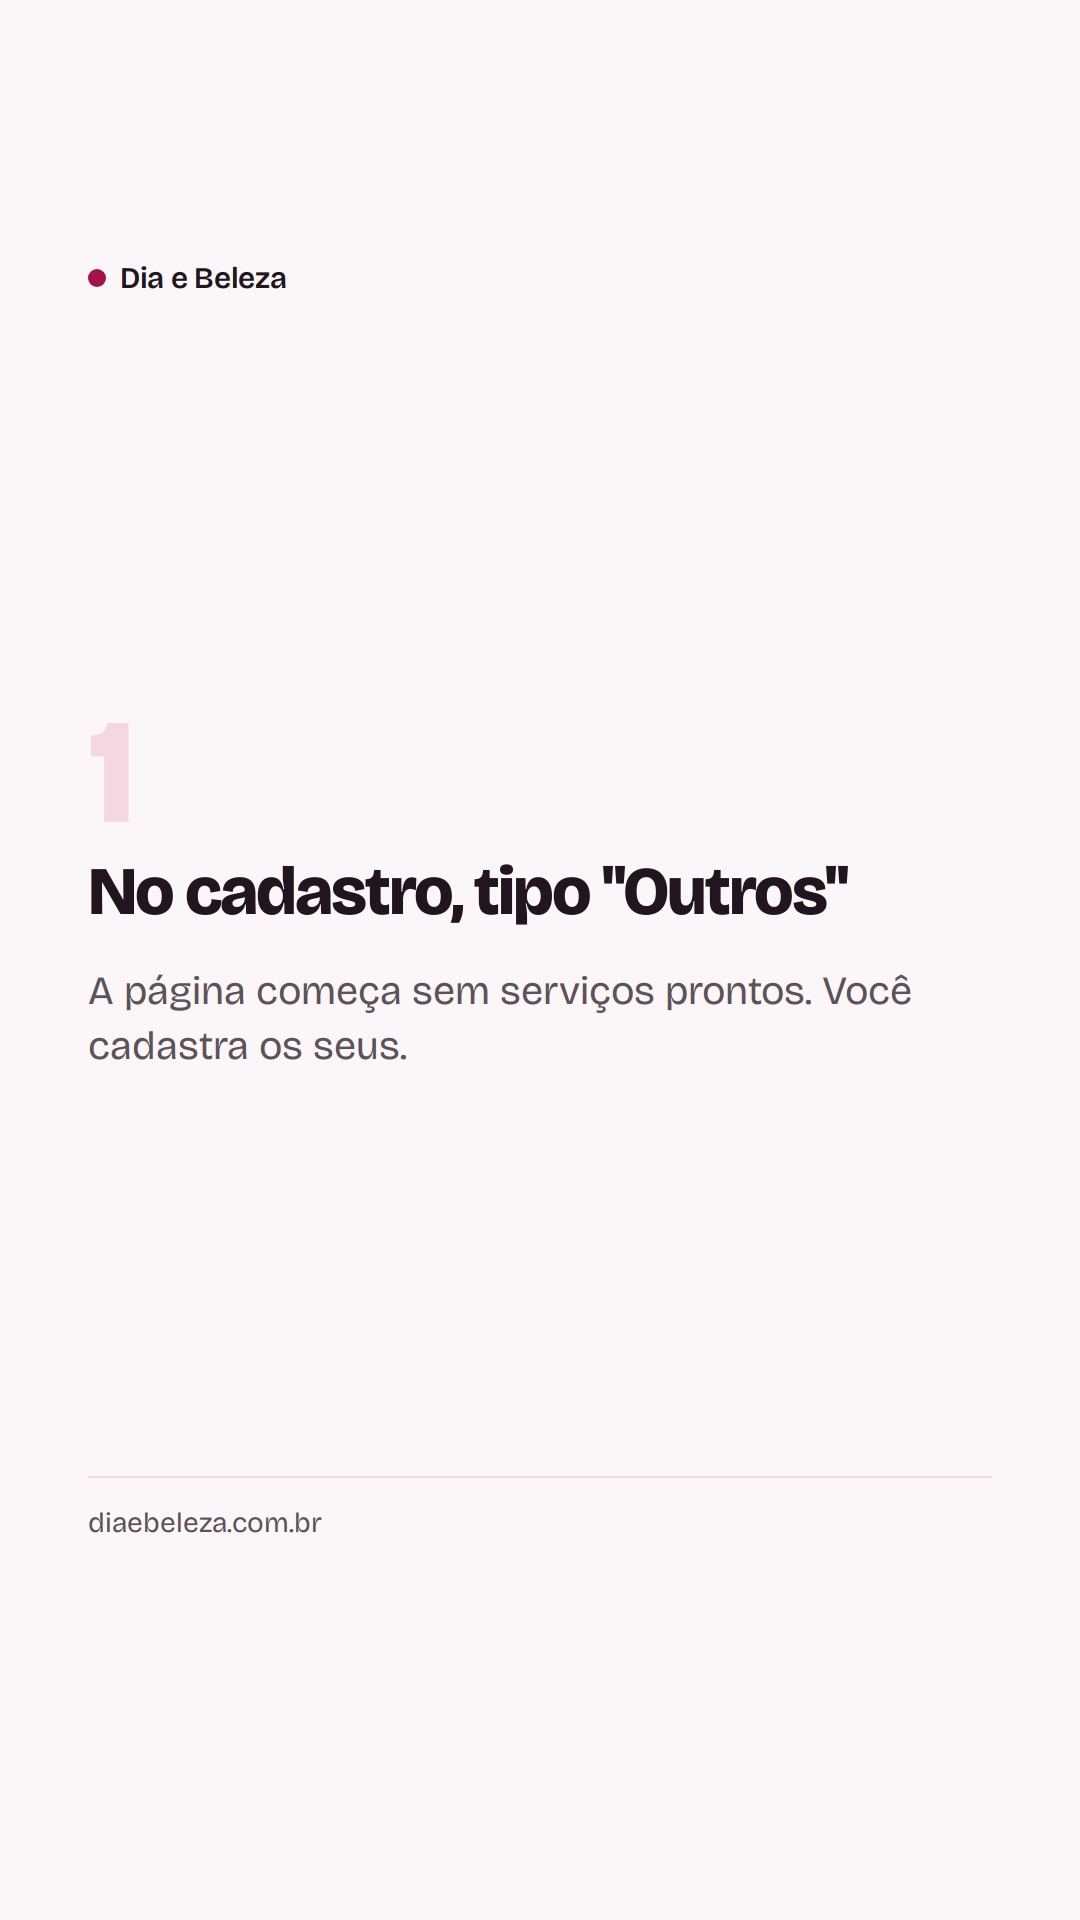 Dia e Beleza
1
No cadastro, tipo "Outros"
A página começa sem serviços prontos. Você
cadastra os seus.
diaebeleza.com.br